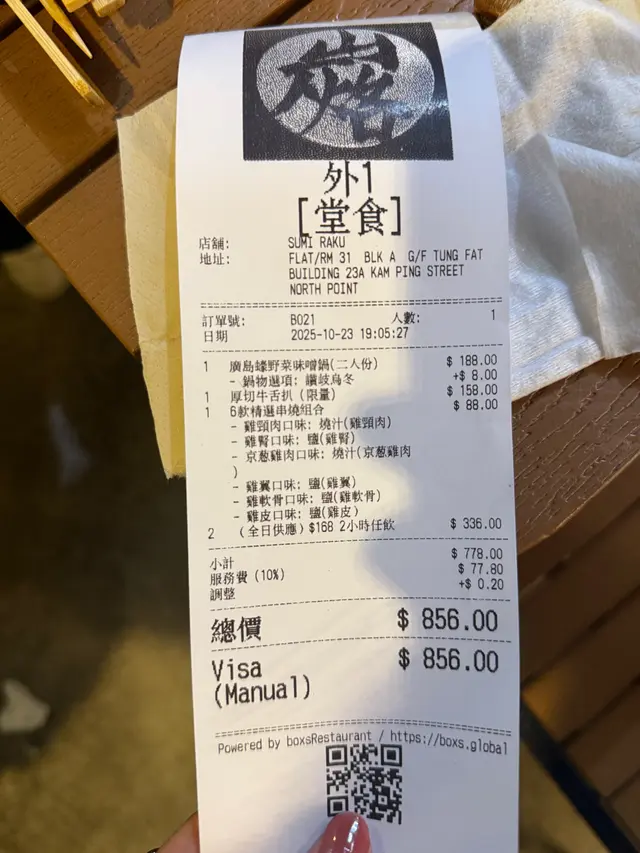 外1
[堂食]
店舖: SUMI RAKU
地址: FLAT/RM 31 BLK A G/F TUNG FAT
BUILDING 23A KAM PING STREET
NORTH POINT
訂單號: B021 人數: 1
日期 2025-10-23 19:05:27
1 廣島蠔野菜味噌鍋(二人份) $ 188.00
- 鍋物選項: 讚岐烏冬 +$ 8.00
1 厚切牛舌扒 (限量) $ 158.00
1 6款精選串燒組合 $ 88.00
- 雞頸肉口味: 燒汁(雞頸肉)
- 雞腎口味: 鹽(雞腎)
- 京葱雞肉口味: 燒汁(京葱雞肉
)
- 雞翼口味: 鹽(雞翼)
- 雞軟骨口味: 鹽(雞軟骨)
- 雞皮口味: 鹽(雞皮)
2 (全日供應)$168 2小時任飲 $ 336.00
小計 $ 778.00
服務費 (10%) $ 77.80
調整 +$ 0.20
總價 $ 856.00
Visa $ 856.00
(Manual)
Powered by boxsRestaurant / https://boxs.global